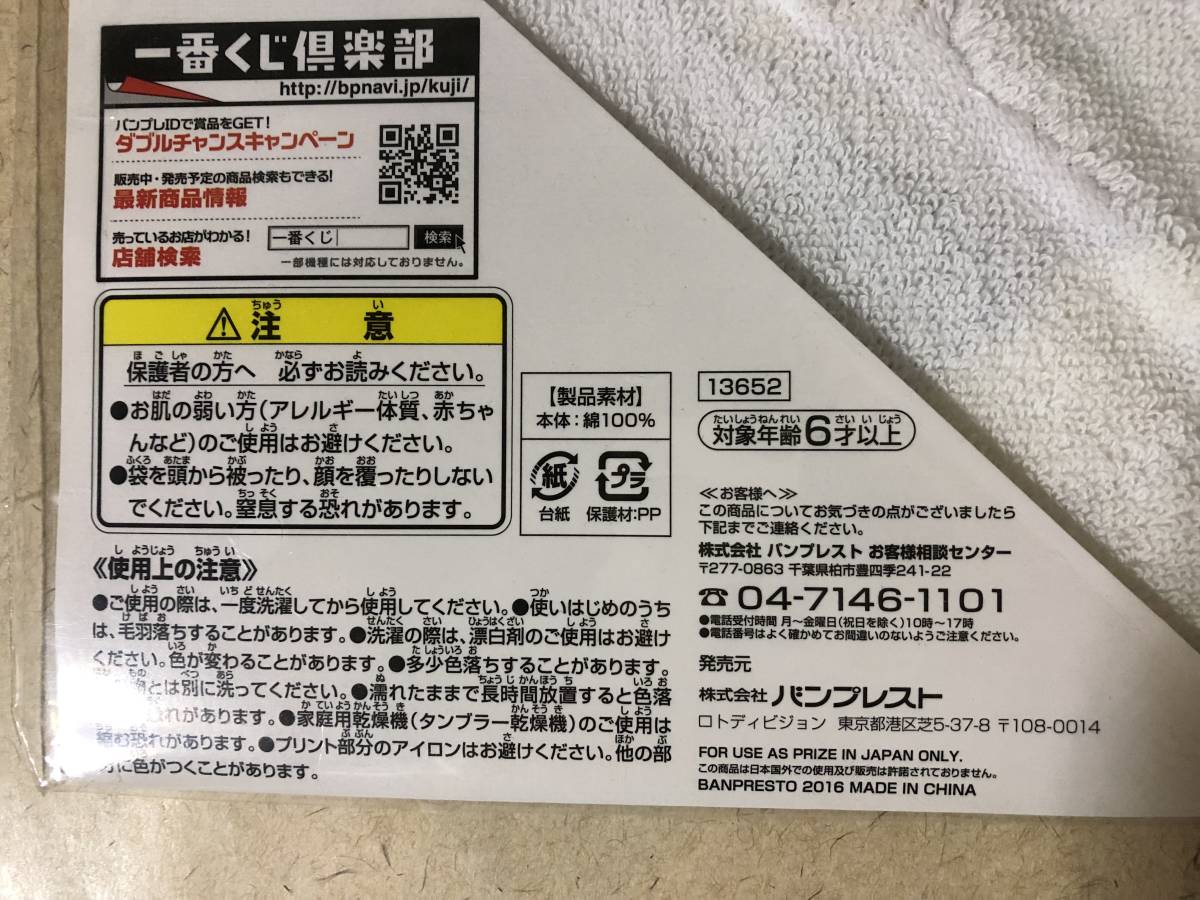 一番くじ倶楽部
http://bpnavi.jp/kuji/
バンプレIDで賞品をGET!
ダブルチャンスキャンペーン
販売中・発売予定の商品検索もできる!
最新商品情報
売っているお店がわかる!
店舗検索
一番くじ 検索
一部機種には対応しておりません。
注意
保護者の方へ 必ずお読みください。
●お肌の弱い方(アレルギー体質、赤ちゃ
んなど)のご使用はお避けください。
●袋を頭から被ったり、顔を覆ったりしない
でください。窒息する恐れがあります。
【製品素材】
本体:綿100%
紙 プラ
台紙 保護材:PP
《使用上の注意》
●ご使用の際は、一度洗濯してから使用してください。●使いはじめのうち
は、毛羽落ちすることがあります。●洗濯の際は、漂白剤のご使用はお避け
ください。色が変わることがあります。●多少色落ちすることがあります。
とは別に洗ってください。●濡れたままで長時間放置すると色落
恐れがあります。●家庭用乾燥機(タンブラー乾燥機)のご使用は
縮む恐れがあります。●プリント部分のアイロンはお避けください。他の部
分に色がつくことがあります。
13652
対象年齢6才以上
≪お客様へ≫
この商品についてお気づきの点がございましたら
下記までご連絡ください。
株式会社 バンプレスト お客様相談センター
〒277-0863 千葉県柏市豊四季241-22
☎ 04-7146-1101
●電話受付時間 月〜金曜日(祝日を除く)10時〜17時
●電話番号はよく確かめてお間違いのないようご注意ください。
発売元
株式会社 バンプレスト
ロトディビジョン 東京都港区芝5-37-8 〒108-0014
FOR USE AS PRIZE IN JAPAN ONLY.
この商品は日本国外での使用及び販売は許諾されておりません。
BANPRESTO 2016 MADE IN CHINA